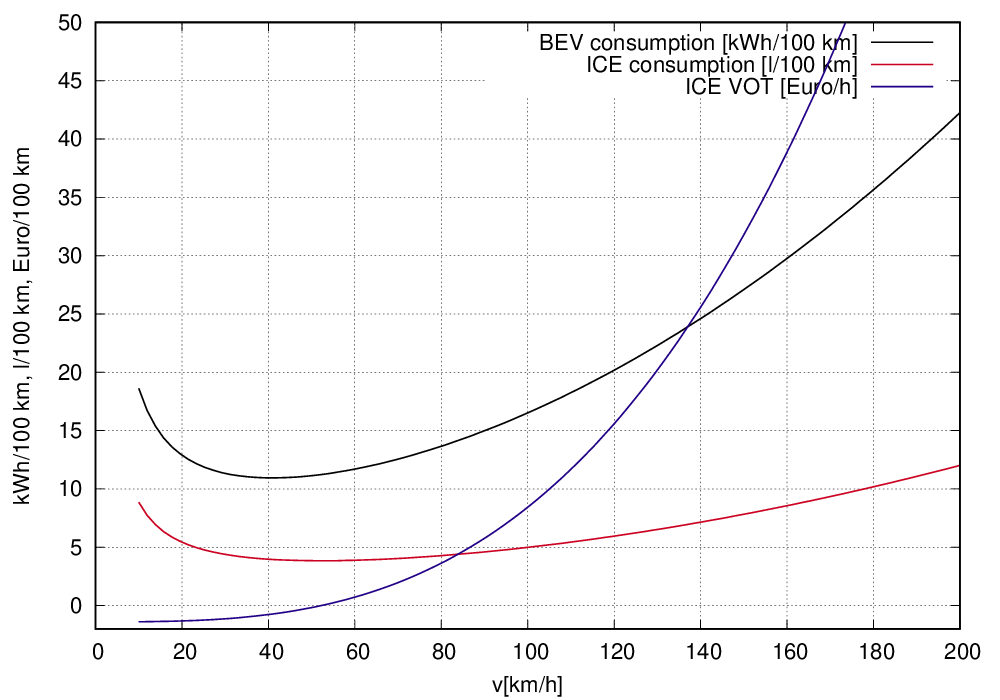 50
45
40
35
30
25
20
15
10
5
0
kWh/100 km, l/100 km, Euro/100 km
BEV consumption [kWh/100 km]
ICE consumption [l/100 km]
ICE VOT [Euro/h]
0 20 40 60 80 100 120 140 160 180 200
v[km/h]